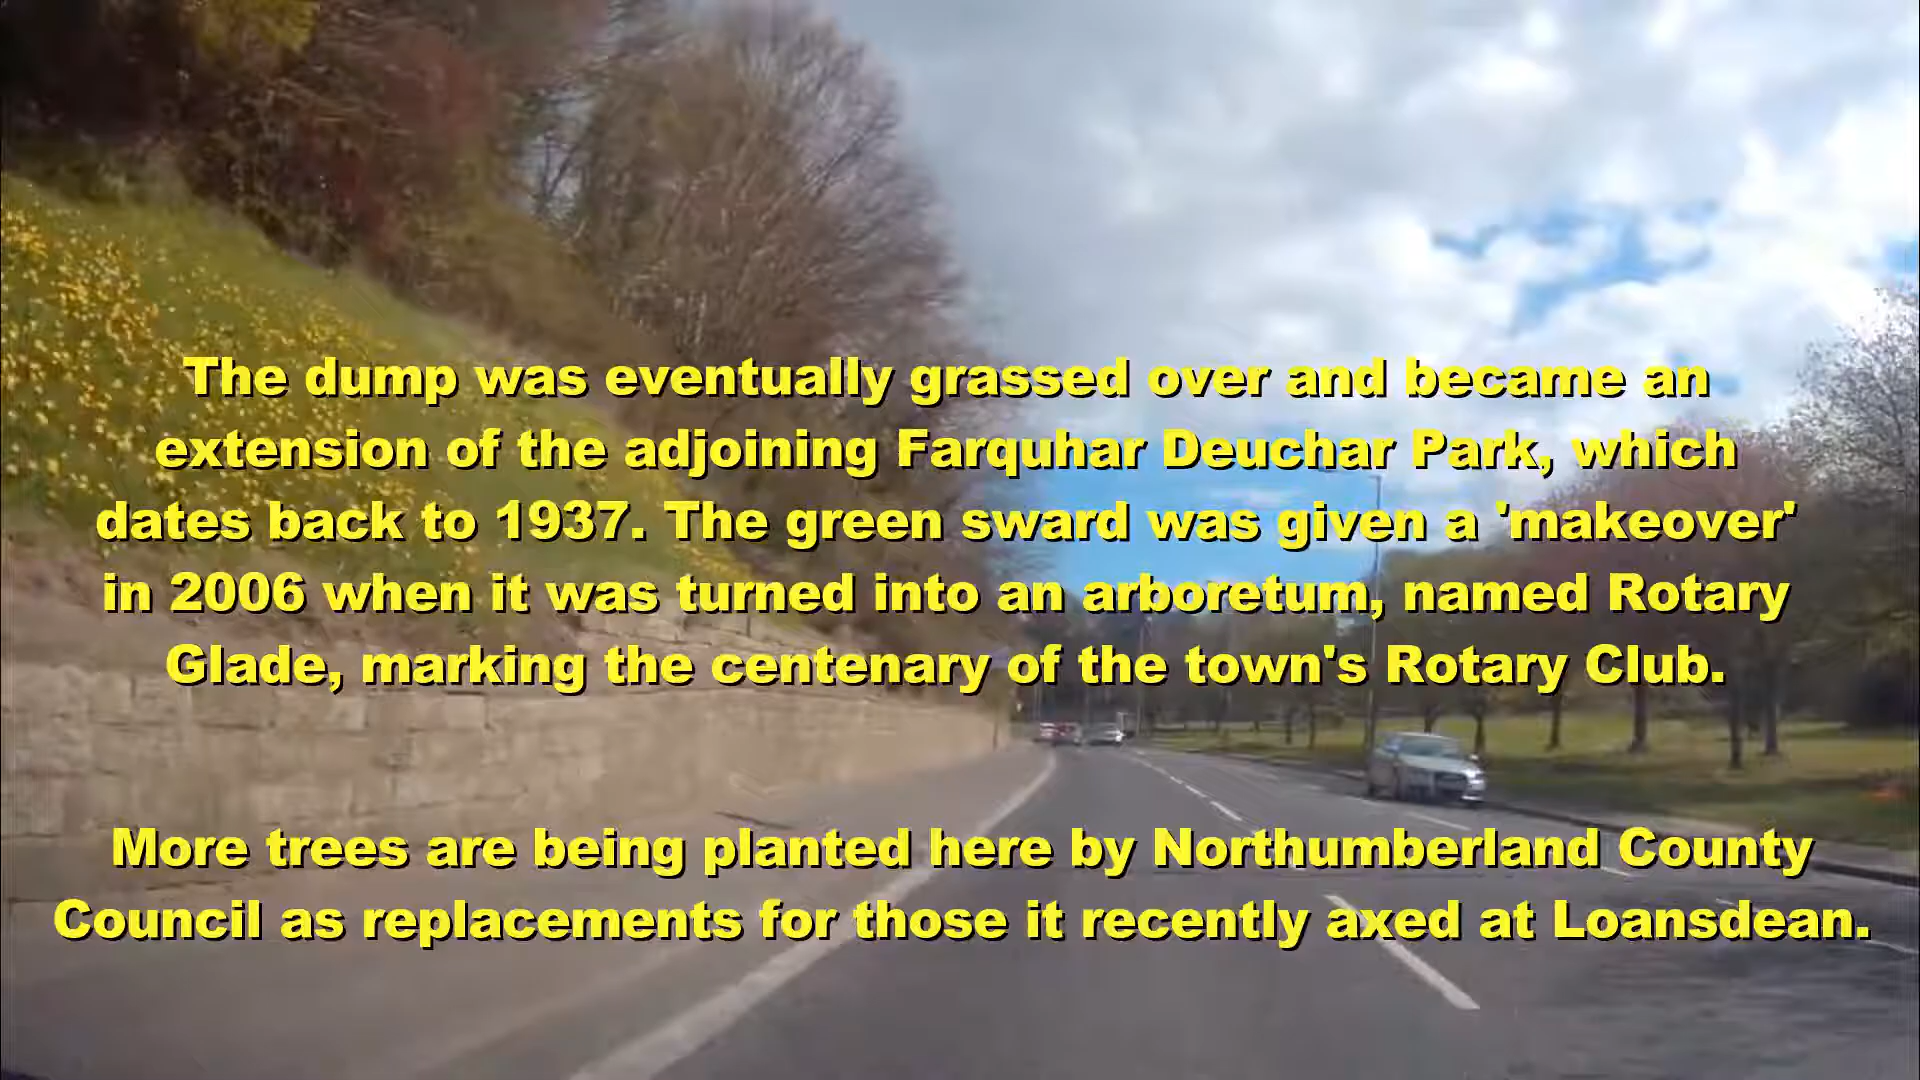 The dump was eventually grassed over and became an
extension of the adjoining Farquhar Deuchar Park, which
dates back to 1937. The green sward was given a 'makeover'
in 2006 when it was turned into an arboretum, named Rotary
Glade, marking the centenary of the town's Rotary Club.
More trees are being planted here by Northumberland County
Council as replacements for those it recently axed at Loansdean.